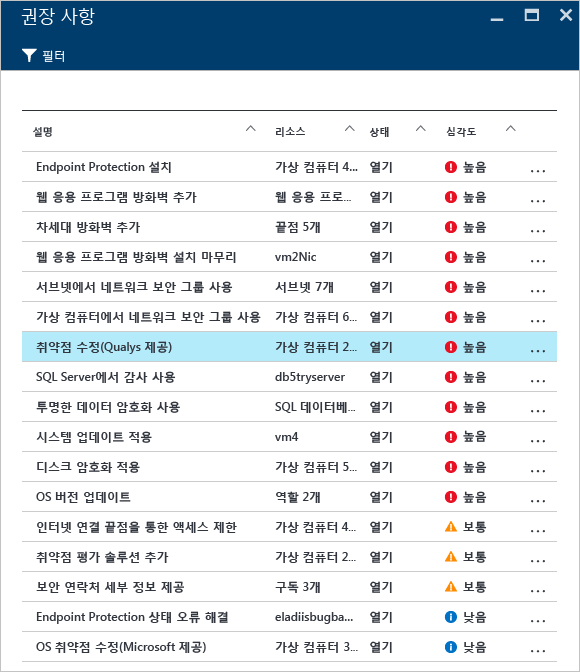 권장 사항
필터
설명 리소스 상태 심각도
Endpoint Protection 설치 가상 컴퓨터 4... 열기 높음 ...
웹 응용 프로그램 방화벽 추가 웹 응용 프로... 열기 높음 ...
차세대 방화벽 추가 끝점 5개 열기 높음 ...
웹 응용 프로그램 방화벽 설치 마무리 vm2Nic 열기 높음 ...
서브넷에서 네트워크 보안 그룹 사용 서브넷 7개 열기 높음 ...
가상 컴퓨터에서 네트워크 보안 그룹 사용 가상 컴퓨터 6... 열기 높음 ...
취약점 수정(Qualys 제공) 가상 컴퓨터 2... 열기 높음 ...
SQL Server에서 감사 사용 db5tryserver 열기 높음 ...
투명한 데이터 암호화 사용 SQL 데이터베... 열기 높음 ...
시스템 업데이트 적용 vm4 열기 높음 ...
디스크 암호화 적용 가상 컴퓨터 5... 열기 높음 ...
OS 버전 업데이트 역할 2개 열기 높음 ...
인터넷 연결 끝점을 통한 액세스 제한 가상 컴퓨터 4... 열기 보통 ...
취약점 평가 솔루션 추가 가상 컴퓨터 2... 열기 보통 ...
보안 연락처 세부 정보 제공 구독 3개 열기 보통 ...
Endpoint Protection 상태 오류 해결 eladiisbugba... 열기 낮음 ...
OS 취약점 수정(Microsoft 제공) 가상 컴퓨터 3... 열기 낮음 ...